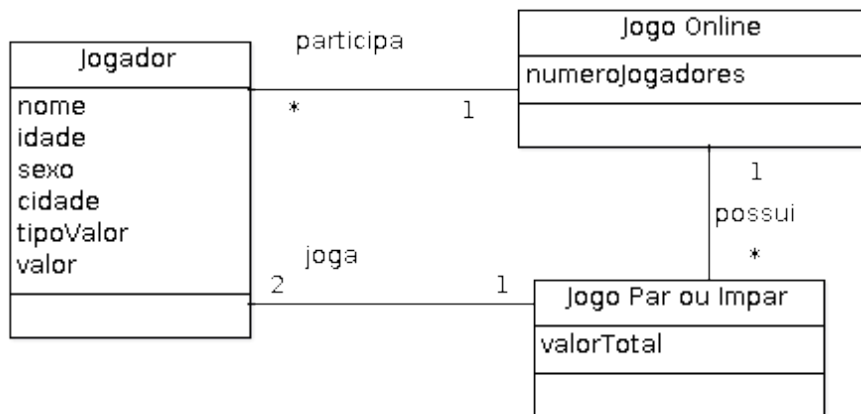 Jogador
nome
idade
sexo
cidade
tipoValor
valor
participa
*
1
Jogo Online
numeroJogadores
1
possui
*
joga
2
1
Jogo Par ou Impar
valorTotal